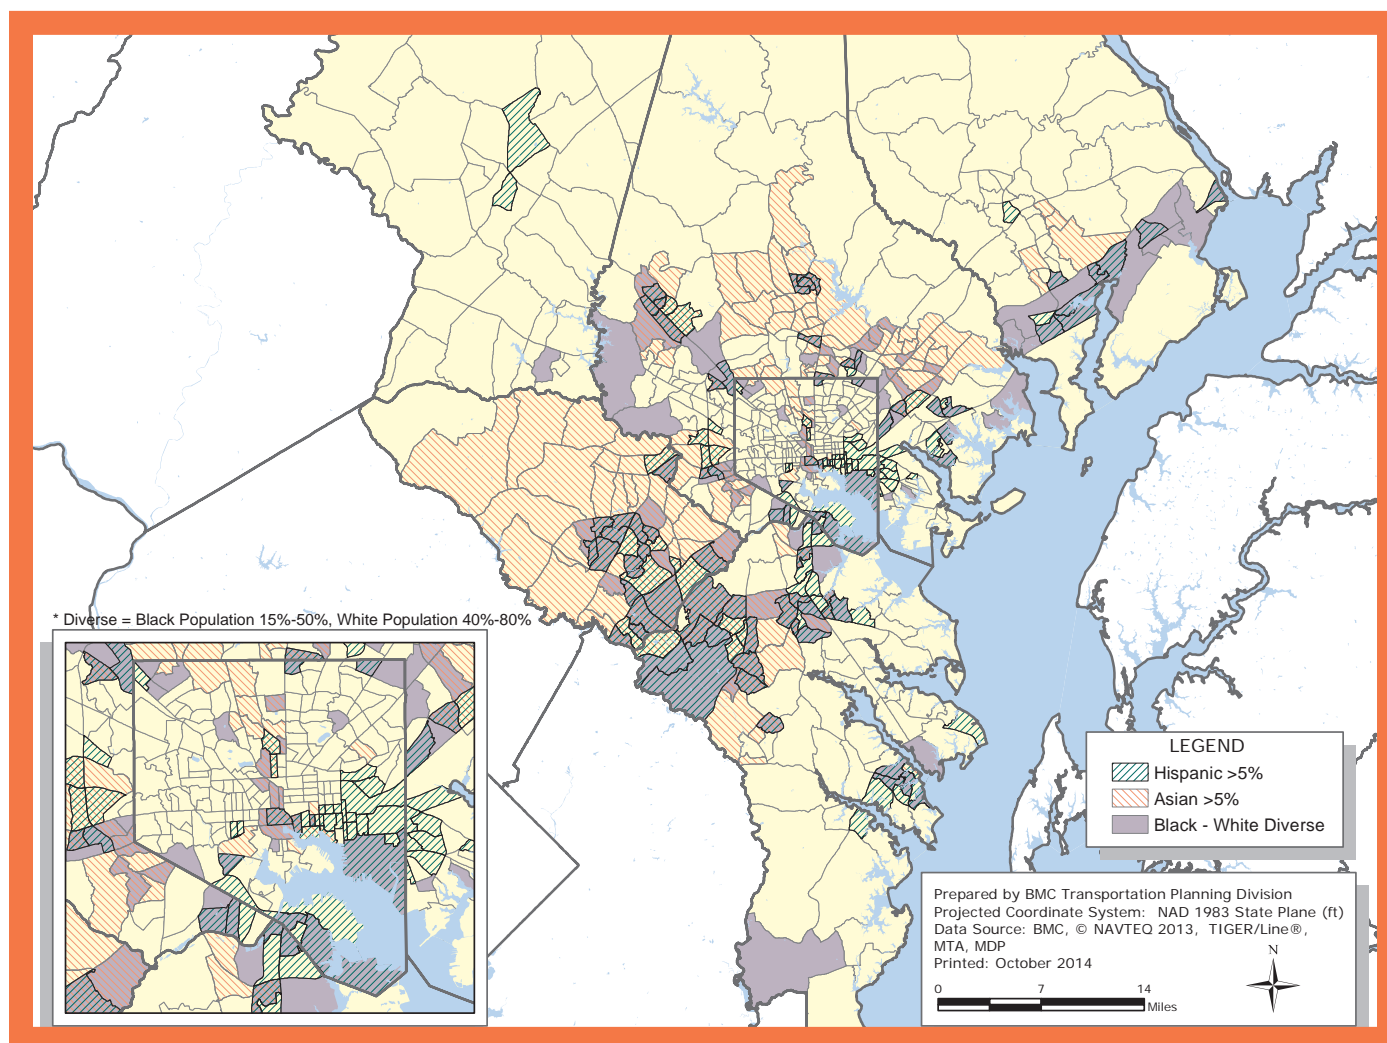 * Diverse = Black Population 15%-50%, White Population 40%-80%
LEGEND
Hispanic >5%
Asian >5%
Black - White Diverse
Prepared by BMC Transportation Planning Division
Projected Coordinate System:  NAD 1983 State Plane (ft)
Data Source: BMC, © NAVTEQ 2013,  TIGER/Line®,
MTA, MDP
Printed: October 2014
N
0 7 14
Miles